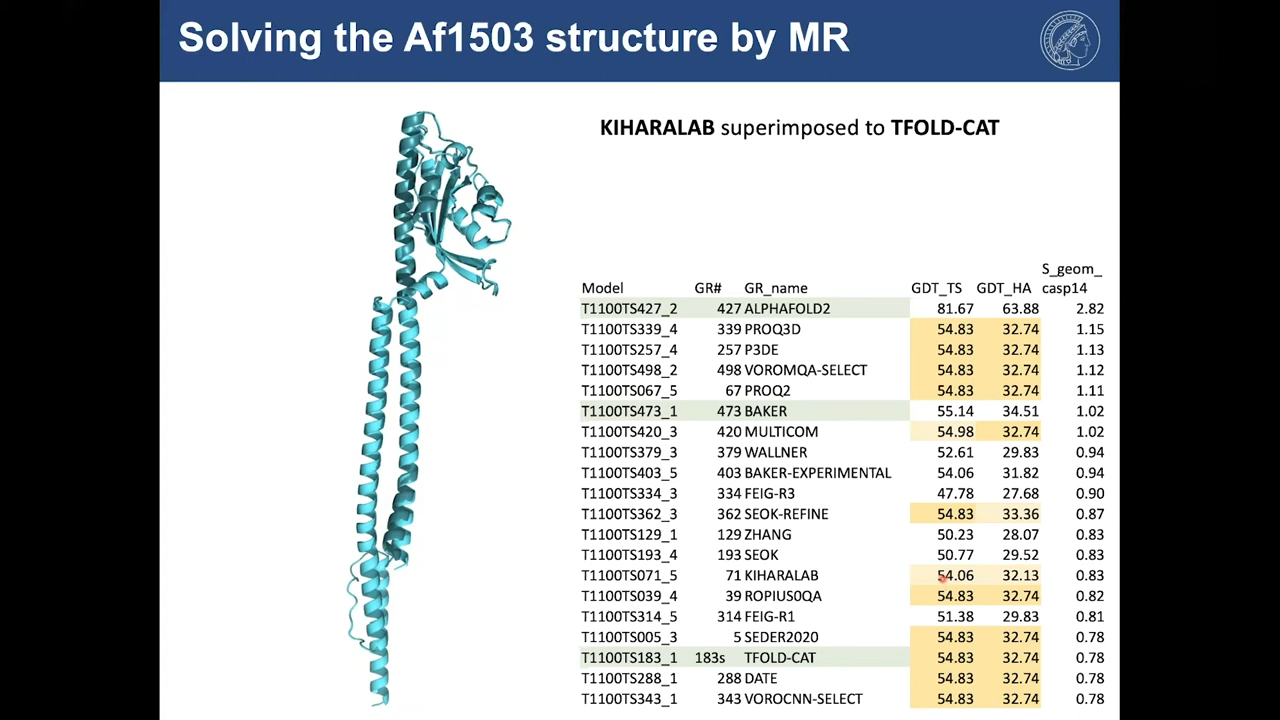 Solving the Af1503 structure by MR
KIHARALAB superimposed to TFOLD-CAT
S_geom_
Model GR# GR_name GDT_TS GDT_HA casp14
T1100TS427_2 427 ALPHAFOLD2 81.67 63.88 2.82
T1100TS339_4 339 PROQ3D 54.83 32.74 1.15
T1100TS257_4 257 P3DE 54.83 32.74 1.13
T1100TS498_2 498 VOROMQA-SELECT 54.83 32.74 1.12
T1100TS067_5 67 PROQ2 54.83 32.74 1.11
T1100TS473_1 473 BAKER 55.14 34.51 1.02
T1100TS420_3 420 MULTICOM 54.98 32.74 1.02
T1100TS379_3 379 WALLNER 52.61 29.83 0.94
T1100TS403_5 403 BAKER-EXPERIMENTAL 54.06 31.82 0.94
T1100TS334_3 334 FEIG-R3 47.78 27.68 0.90
T1100TS362_3 362 SEOK-REFINE 54.83 33.36 0.87
T1100TS129_1 129 ZHANG 50.23 28.07 0.83
T1100TS193_4 193 SEOK 50.77 29.52 0.83
T1100TS071_5 71 KIHARALAB 54.06 32.13 0.83
T1100TS039_4 39 ROPIUS0QA 54.83 32.74 0.82
T1100TS314_5 314 FEIG-R1 51.38 29.83 0.81
T1100TS005_3 5 SEDER2020 54.83 32.74 0.78
T1100TS183_1 183s TFOLD-CAT 54.83 32.74 0.78
T1100TS288_1 288 DATE 54.83 32.74 0.78
T1100TS343_1 343 VOROCNN-SELECT 54.83 32.74 0.78